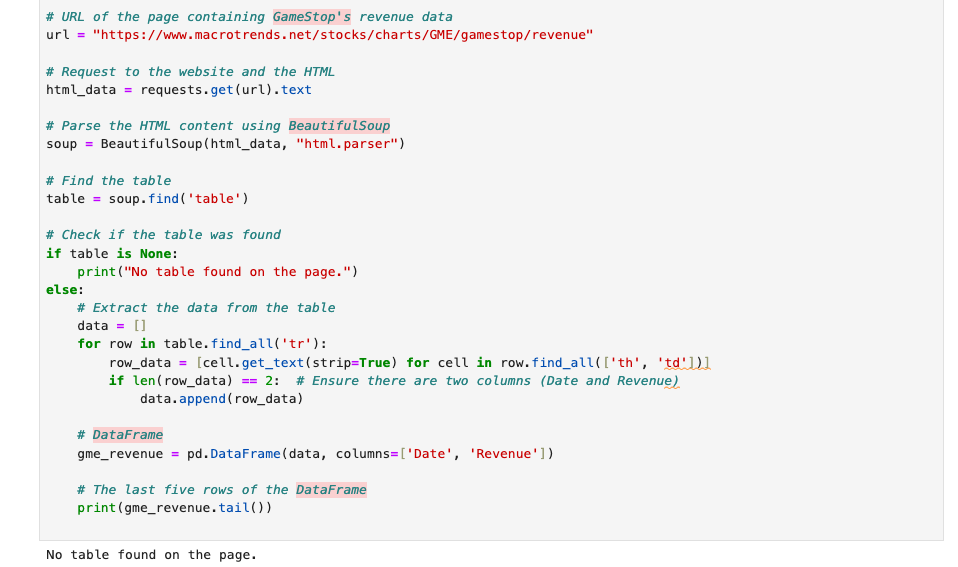 # URL of the page containing GameStop's revenue data
url = "https://www.macrotrends.net/stocks/charts/GME/gamestop/revenue"
# Request to the website and the HTML
html_data = requests.get(url).text
# Parse the HTML content using BeautifulSoup
soup = BeautifulSoup(html_data, "html.parser")
# Find the table
table = soup.find('table')
# Check if the table was found
if table is None:
    print("No table found on the page.")
else:
    # Extract the data from the table
    data = []
    for row in table.find_all('tr'):
        row_data = [cell.get_text(strip=True) for cell in row.find_all(['th', 'td'])]
        if len(row_data) == 2:  # Ensure there are two columns (Date and Revenue)
            data.append(row_data)
    # DataFrame
    gme_revenue = pd.DataFrame(data, columns=['Date', 'Revenue'])
    # The last five rows of the DataFrame
    print(gme_revenue.tail())
No table found on the page.